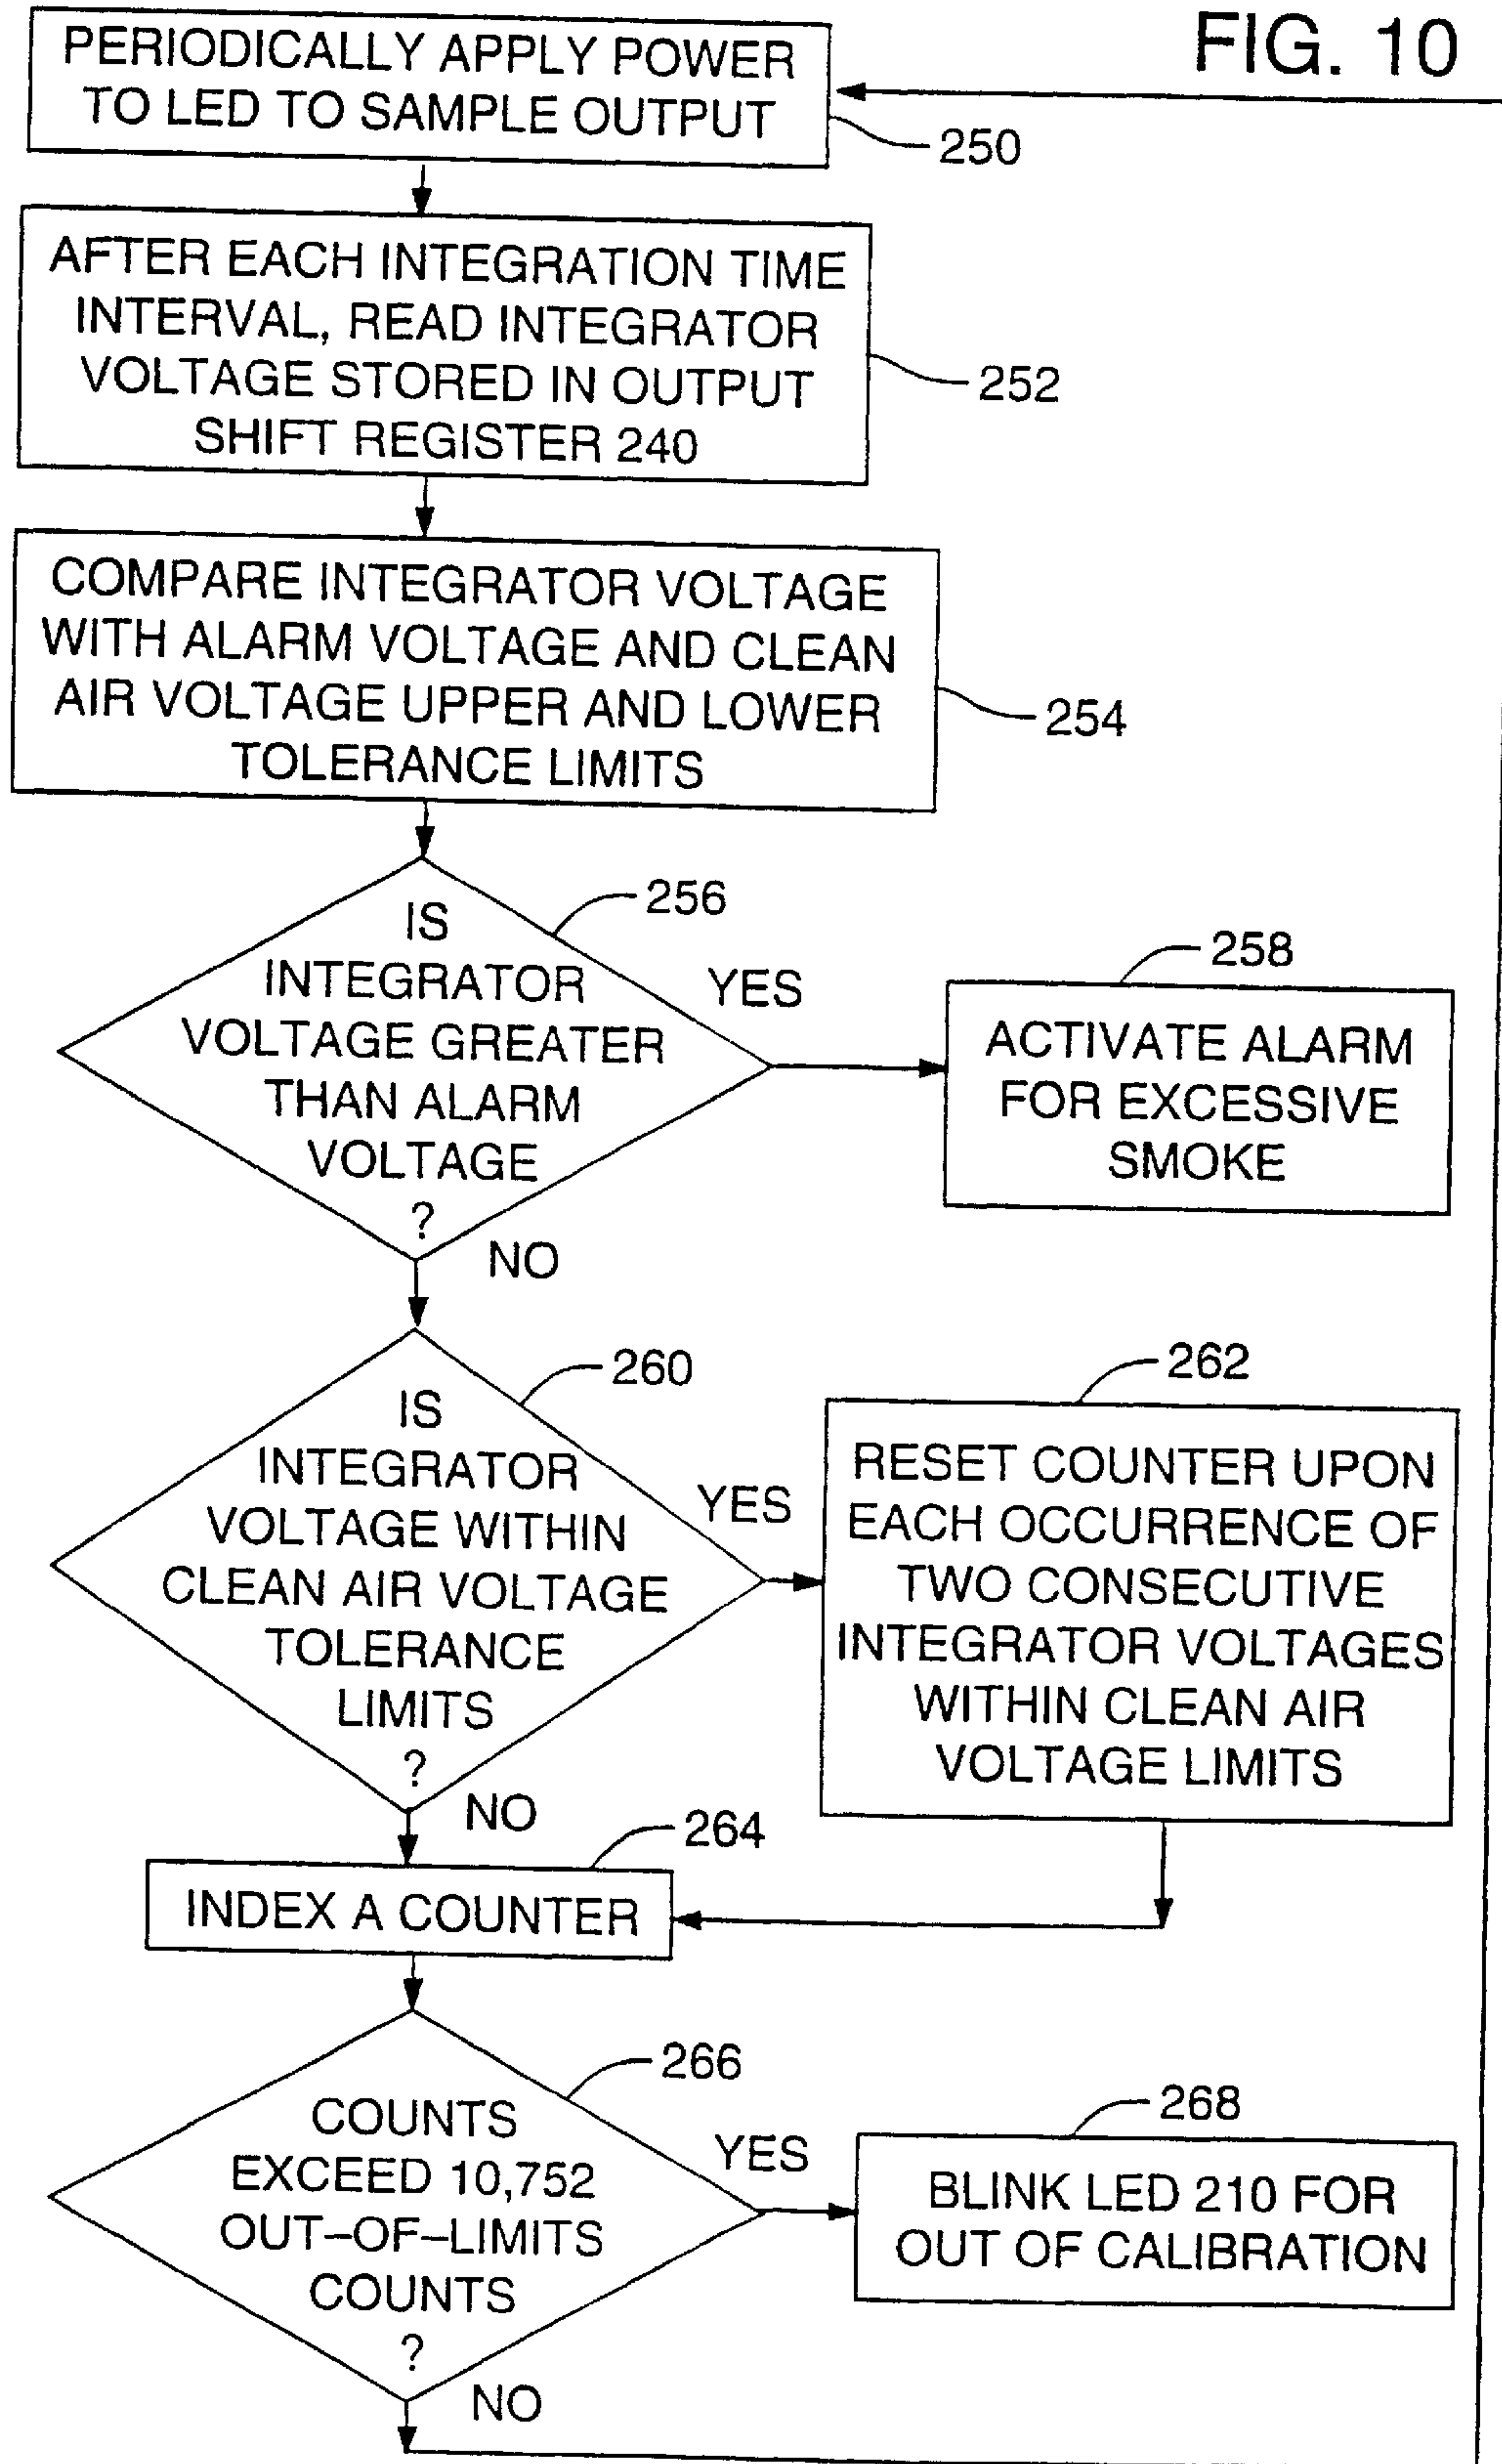 FIG. 10
PERIODICALLY APPLY POWER
TO LED TO SAMPLE OUTPUT
250
AFTER EACH INTEGRATION TIME
INTERVAL, READ INTEGRATOR
VOLTAGE STORED IN OUTPUT
SHIFT REGISTER 240
252
COMPARE INTEGRATOR VOLTAGE
WITH ALARM VOLTAGE AND CLEAN
AIR VOLTAGE UPPER AND LOWER
TOLERANCE LIMITS
254
IS
INTEGRATOR
VOLTAGE GREATER
THAN ALARM
VOLTAGE
?
256
YES
NO
258
ACTIVATE ALARM
FOR EXCESSIVE
SMOKE
IS
INTEGRATOR
VOLTAGE WITHIN
CLEAN AIR VOLTAGE
TOLERANCE
LIMITS
?
260
YES
NO
262
RESET COUNTER UPON
EACH OCCURRENCE OF
TWO CONSECUTIVE
INTEGRATOR VOLTAGES
WITHIN CLEAN AIR
VOLTAGE LIMITS
264
INDEX A COUNTER
COUNTS
EXCEED 10,752
OUT–OF–LIMITS
COUNTS
?
266
YES
NO
268
BLINK LED 210 FOR
OUT OF CALIBRATION